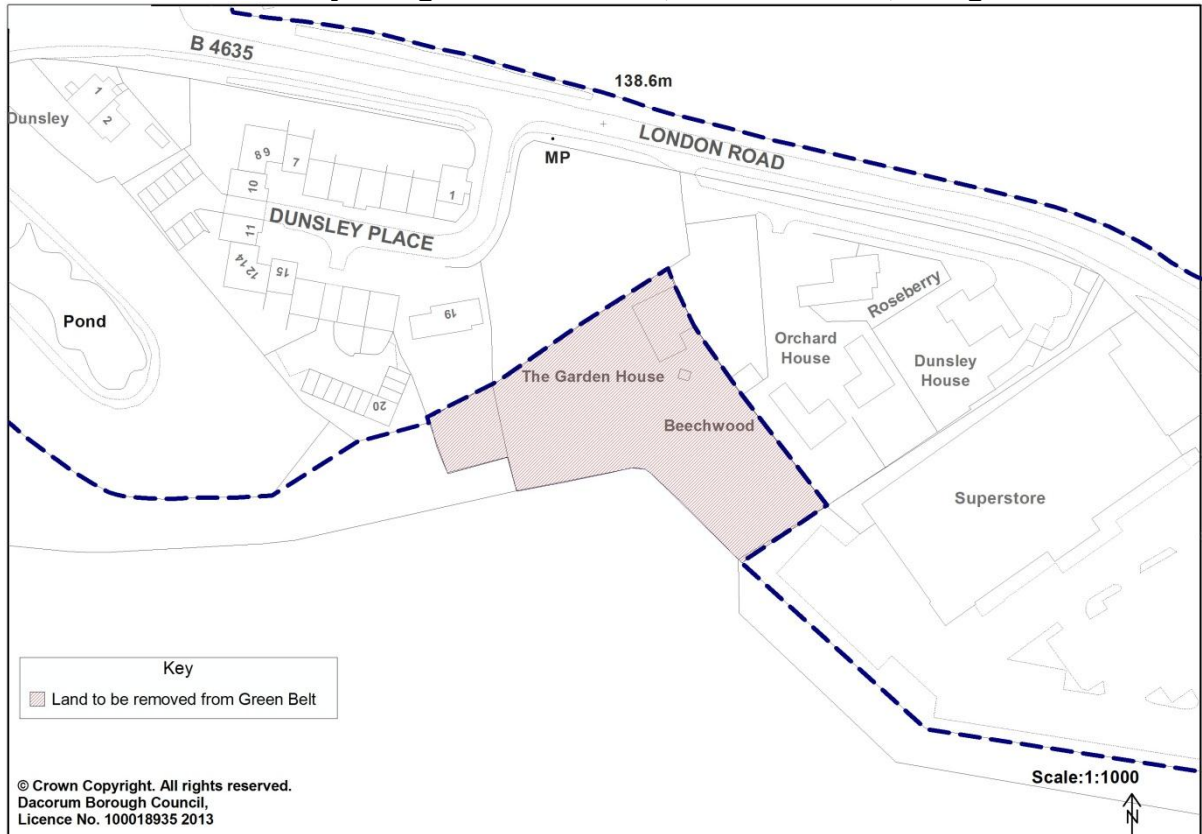 B 4635
138.6m
LONDON ROAD
MP
Dunsley
1
2
8 9
7
1
10
11
DUNSLEY PLACE
12 14
15
19
20
Pond
The Garden House
Beechwood
Orchard
House
Roseberry
Dunsley
House
Superstore
Key
Land to be removed from Green Belt
© Crown Copyright. All rights reserved.
Dacorum Borough Council,
Licence No. 100018935 2013
Scale:1:1000
N